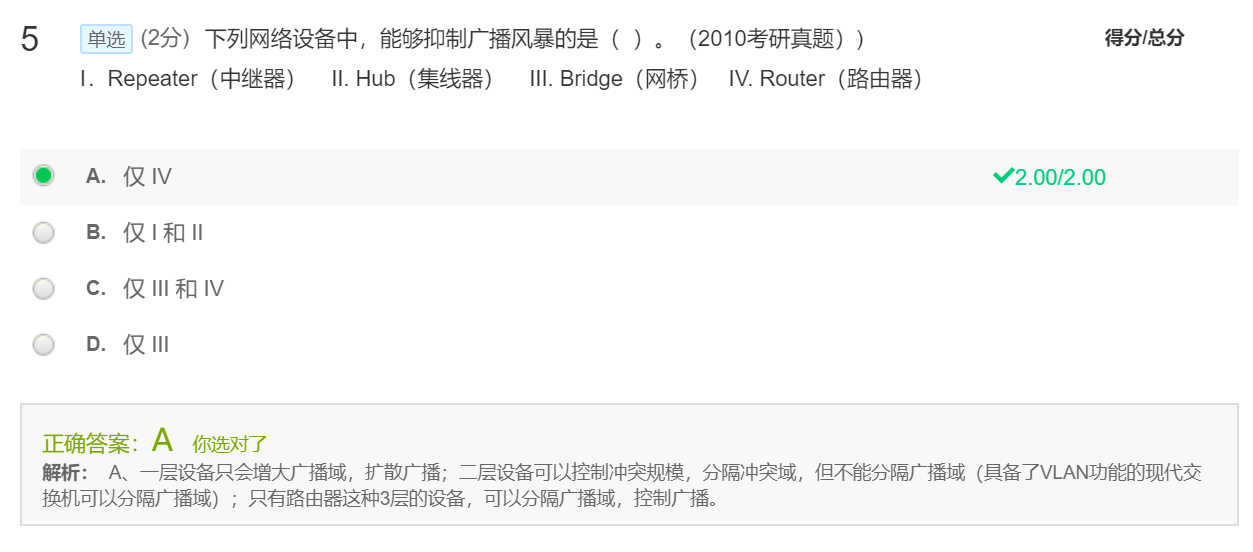 5 单选 (2分) 下列网络设备中，能够抑制广播风暴的是（ ）。（2010考研真题）) 得分/总分
I．Repeater（中继器） II. Hub（集线器） III. Bridge（网桥） IV. Router（路由器）
A. 仅 IV ✔2.00/2.00
B. 仅 I 和 II
C. 仅 III 和 IV
D. 仅 III
正确答案：A 你选对了
解析： A、一层设备只会增大广播域，扩散广播；二层设备可以控制冲突规模，分隔冲突域，但不能分隔广播域（具备了VLAN功能的现代交
换机可以分隔广播域）；只有路由器这种3层的设备，可以分隔广播域，控制广播。